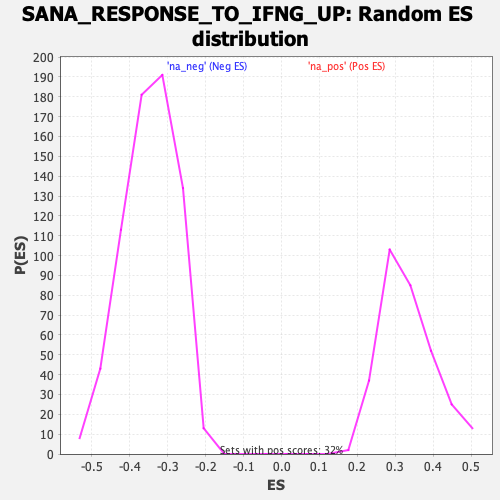 SANA_RESPONSE_TO_IFNG_UP: Random ES
distribution
'na_neg' (Neg ES)
'na_pos' (Pos ES)
P(ES)
200
190
180
170
160
150
140
130
120
110
100
90
80
70
60
50
40
30
20
10
0
Sets with pos scores: 32%
-0.5 -0.4 -0.3 -0.2 -0.1 0.0 0.1 0.2 0.3 0.4 0.5
ES